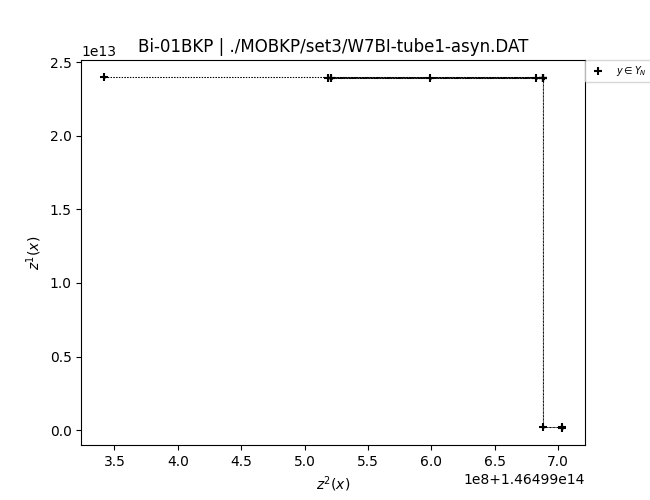 Bi-01BKP | ./MOBKP/set3/W7BI-tube1-asyn.DAT
1e13
2.5
2.0
1.5
1.0
0.5
0.0
z¹(x)
y ∈ Y_N
3.5 4.0 4.5 5.0 5.5 6.0 6.5 7.0
1e8+1.46499e14
z²(x)